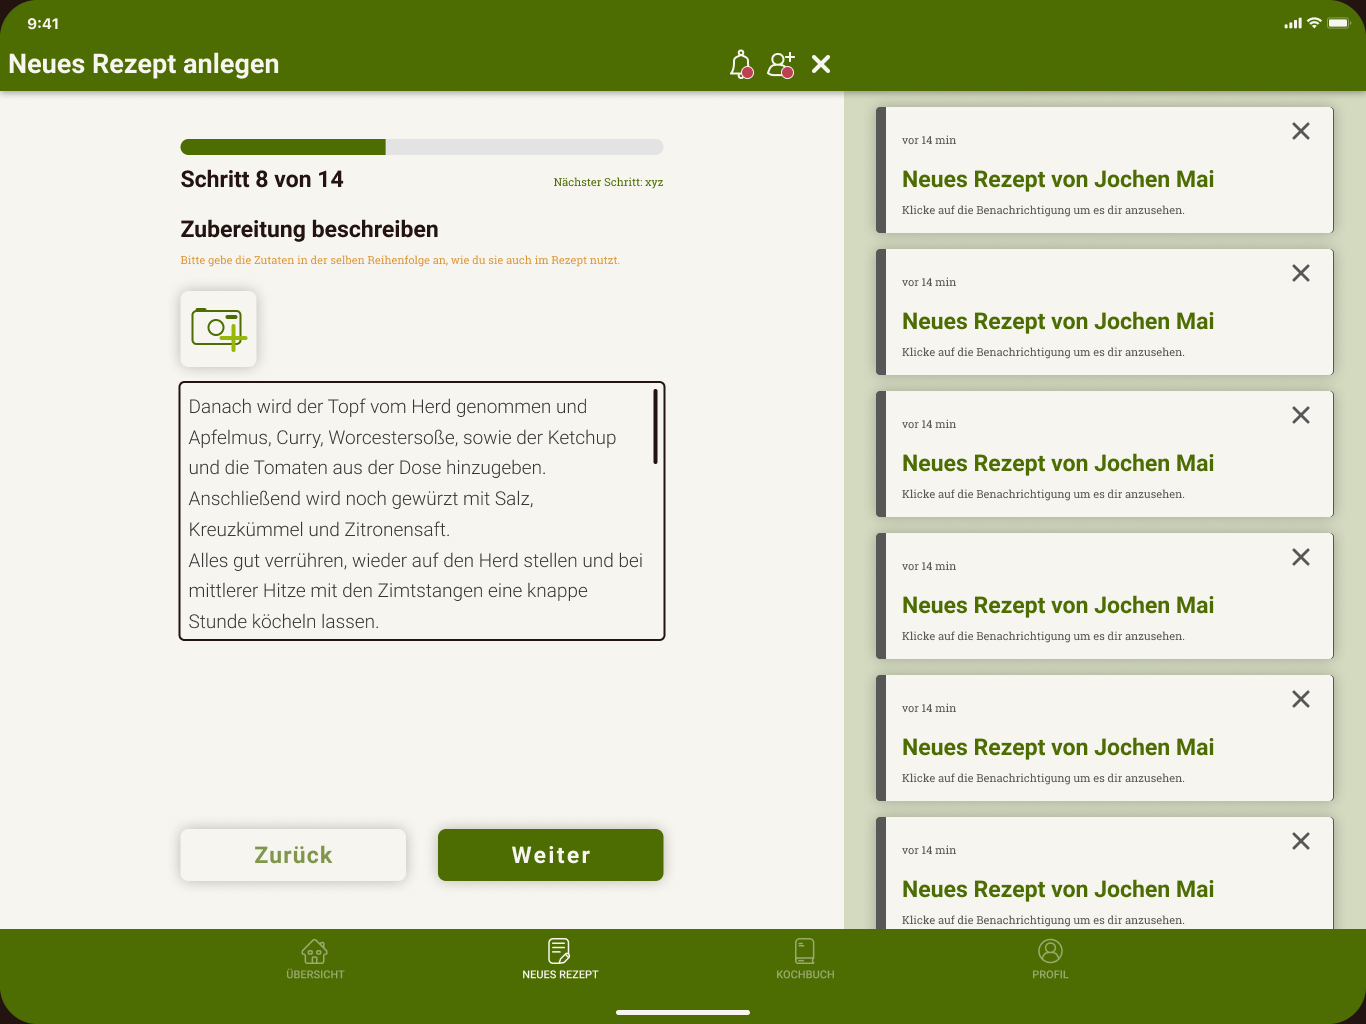 9:41
Neues Rezept anlegen
Schritt 8 von 14
Nächster Schritt: xyz
Zubereitung beschreiben
Bitte gebe die Zutaten in der selben Reihenfolge an, wie du sie auch im Rezept nutzt.
Danach wird der Topf vom Herd genommen und
Apfelmus, Curry, Worcestersoße, sowie der Ketchup
und die Tomaten aus der Dose hinzugeben.
Anschließend wird noch gewürzt mit Salz,
Kreuzkümmel und Zitronensaft.
Alles gut verrühren, wieder auf den Herd stellen und bei
mittlerer Hitze mit den Zimtstangen eine knappe
Stunde köcheln lassen.
Zurück
Weiter
vor 14 min
Neues Rezept von Jochen Mai
Klicke auf die Benachrichtigung um es dir anzusehen.
vor 14 min
Neues Rezept von Jochen Mai
Klicke auf die Benachrichtigung um es dir anzusehen.
vor 14 min
Neues Rezept von Jochen Mai
Klicke auf die Benachrichtigung um es dir anzusehen.
vor 14 min
Neues Rezept von Jochen Mai
Klicke auf die Benachrichtigung um es dir anzusehen.
vor 14 min
Neues Rezept von Jochen Mai
Klicke auf die Benachrichtigung um es dir anzusehen.
vor 14 min
Neues Rezept von Jochen Mai
Klicke auf die Benachrichtigung um es dir anzusehen.
ÜBERSICHT
NEUES REZEPT
KOCHBUCH
PROFIL